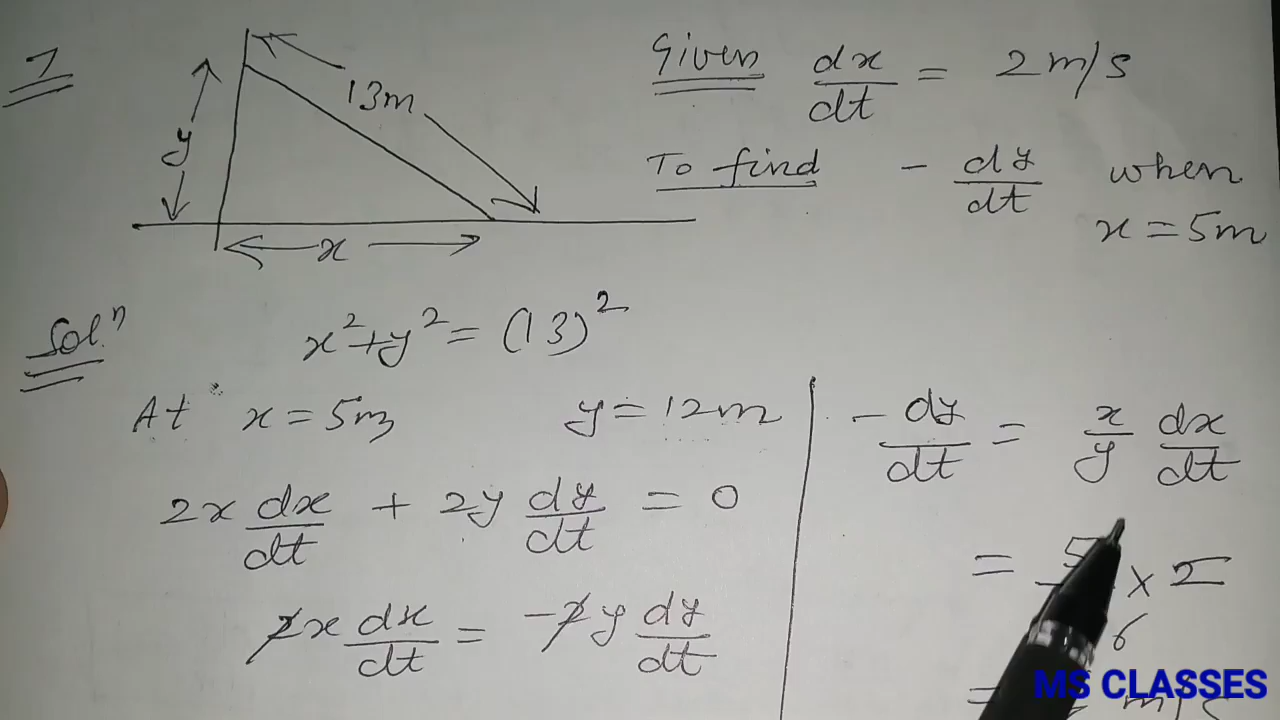 1
13m
y
x
Given dx/dt = 2 m/s
To find - dy/dt when
x = 5m
Solⁿ
x² + y² = (13)²
At x = 5m y = 12m
2x dx/dt + 2y dy/dt = 0
2x dx/dt = -2y dy/dt
- dy/dt = x/y dx/dt
= 5 × 2
6
= m/s
MS CLASSES